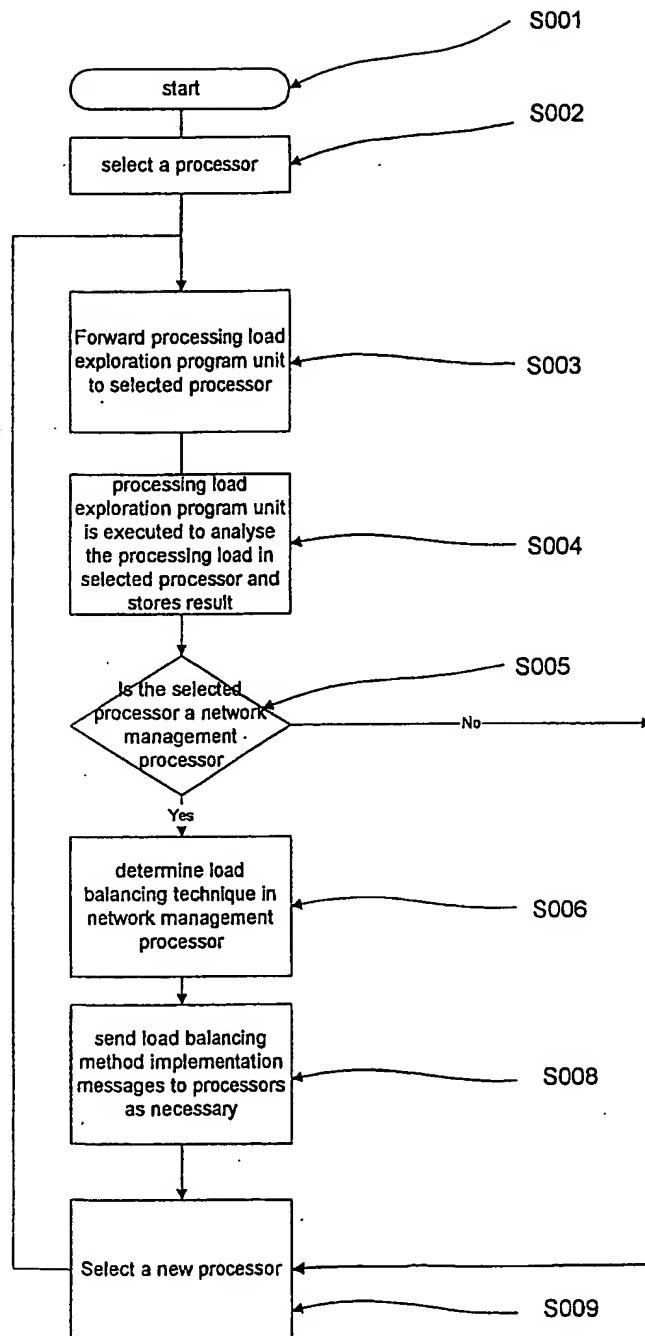 S001
start
S002
select a processor
Forward processing load
exploration program unit
to selected processor
S003
processing load
exploration program unit
is executed to analyse
the processing load in
selected processor and
stores result
S004
S005
Is the selected
processor a network
management
processor
No
Yes
determine load
balancing technique in
network management
processor
S006
send load balancing
method implementation
messages to processors
as necessary
S008
Select a new processor
S009